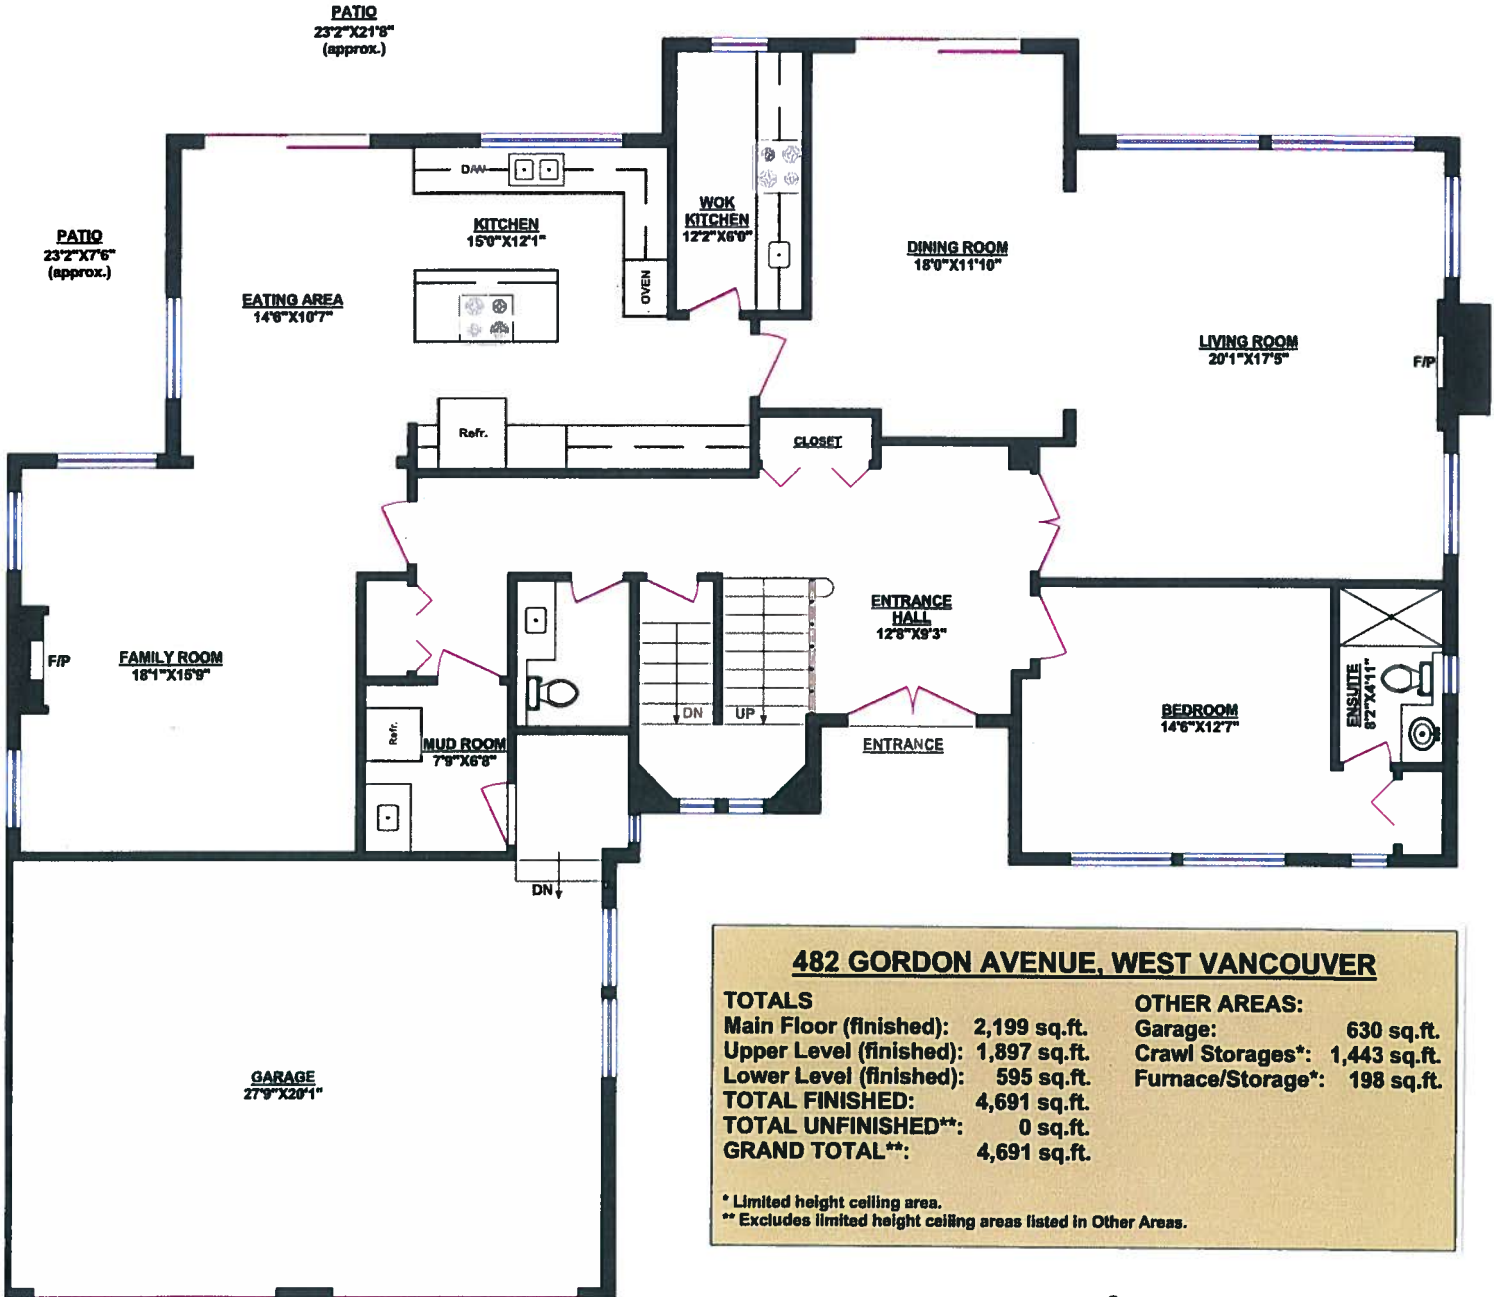 PATIO
23'2"X21'8"
(approx.)
PATIO
23'2"X7'6"
(approx.)
D/W
KITCHEN
15'0"X12'1"
OVEN
EATING AREA
14'6"X10'7"
WOK
KITCHEN
12'2"X6'0"
DINING ROOM
18'0"X11'10"
LIVING ROOM
20'1"X17'5"
F/P
Refr.
CLOSET
ENTRANCE
HALL
12'8"X9'3"
F/P
FAMILY ROOM
18'1"X15'9"
Refr.
MUD ROOM
7'9"X6'8"
DN
UP
ENTRANCE
BEDROOM
14'6"X12'7"
ENSUITE
8'2"X4'11"
DN
GARAGE
27'9"X20'1"
482 GORDON AVENUE, WEST VANCOUVER
TOTALS
Main Floor (finished): 2,199 sq.ft.
Upper Level (finished): 1,897 sq.ft.
Lower Level (finished): 595 sq.ft.
TOTAL FINISHED: 4,691 sq.ft.
TOTAL UNFINISHED**: 0 sq.ft.
GRAND TOTAL**: 4,691 sq.ft.
OTHER AREAS:
Garage: 630 sq.ft.
Crawl Storages*: 1,443 sq.ft.
Furnace/Storage*: 198 sq.ft.
* Limited height ceiling area.
** Excludes limited height ceiling areas listed in Other Areas.